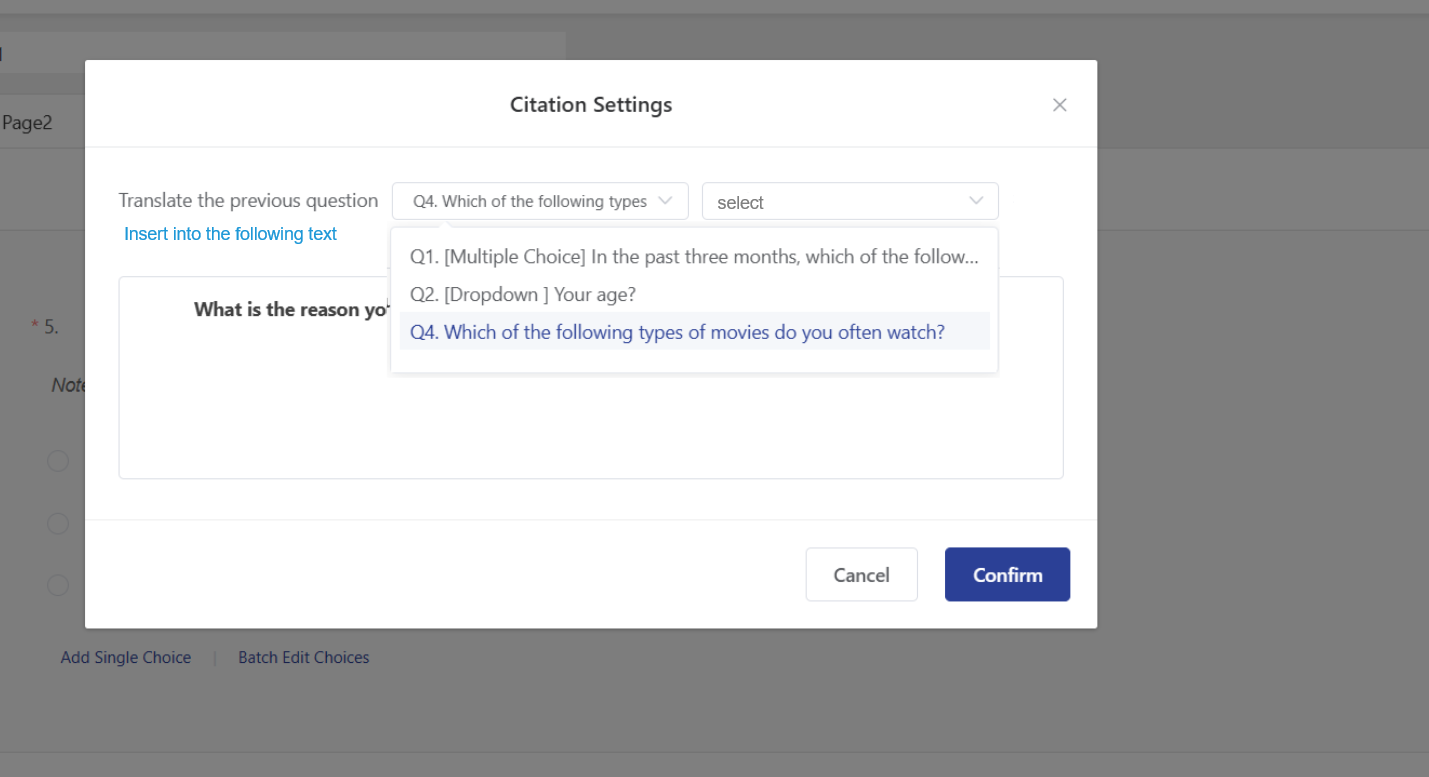 Citation Settings
Page2
Translate the previous question
Q4. Which of the following types
select
Insert into the following text
Q1. [Multiple Choice] In the past three months, which of the follow...
Q2. [Dropdown ] Your age?
Q4. Which of the following types of movies do you often watch?
What is the reason
* 5.
Note
Cancel
Confirm
Add Single Choice | Batch Edit Choices